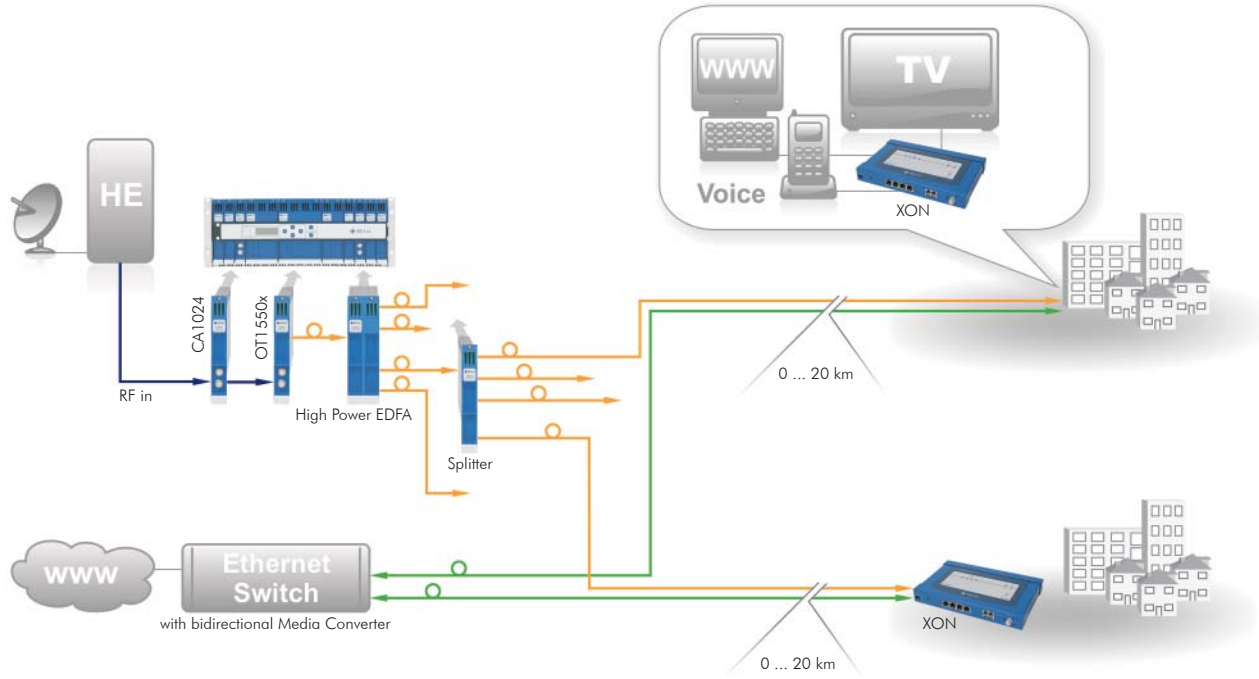 WWW
TV
HE
Voice
XON
CA1024
OT1550x
RF in
High Power EDFA
0 ... 20 km
Splitter
WWW
Ethernet
Switch
with bidirectional Media Converter
XON
0 ... 20 km